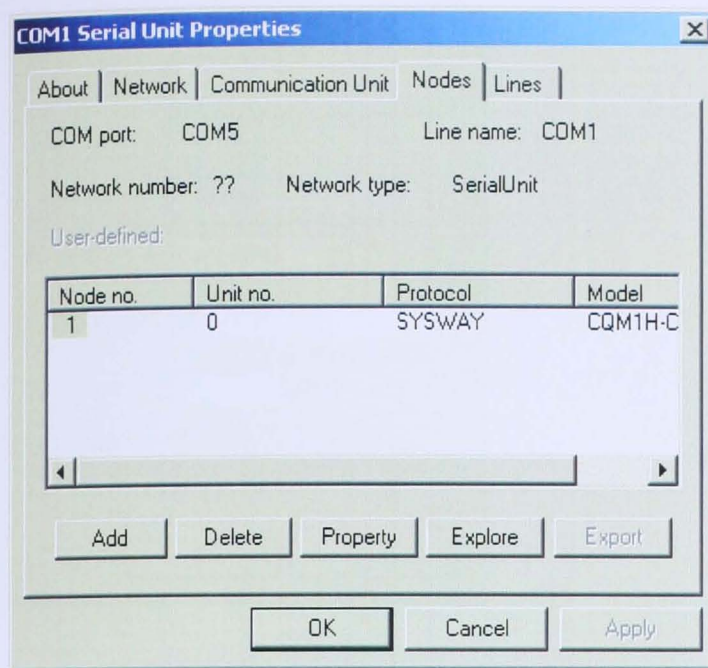 COM1 Serial Unit Properties
About Network Communication Unit Nodes Lines
COM port: COM5 Line name: COM1
Network number: ?? Network type: SerialUnit
User-defined:
Node no. Unit no. Protocol Model
1 0 SYSWAY CQM1H-C
Add Delete Property Explore Export
OK Cancel Apply